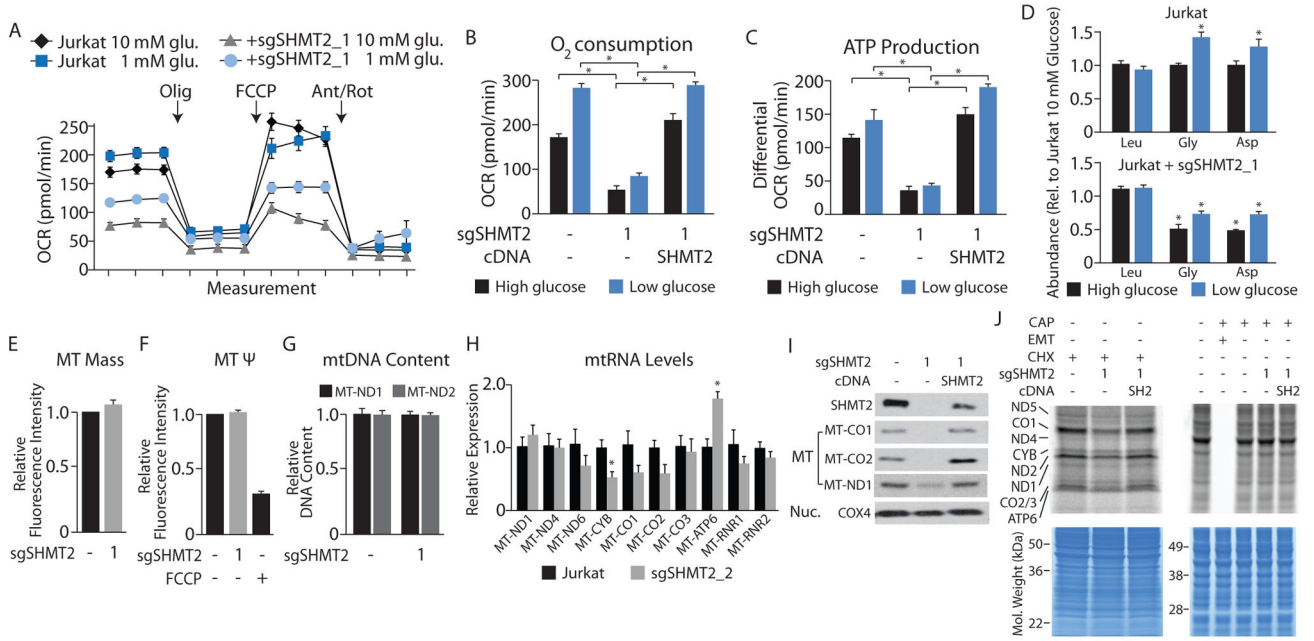 A
Jurkat 10 mM glu.
+sgSHMT2_1 10 mM glu.
Jurkat 1 mM glu.
+sgSHMT2_1 1 mM glu.
Olig
FCCP
Ant/Rot
OCR (pmol/min)
250
200
150
100
50
0
Measurement
B
O2 consumption
OCR (pmol/min)
300
200
100
0
* * * *
sgSHMT2 - 1 1
cDNA - - SHMT2
High glucose Low glucose
C
ATP Production
Differential
OCR (pmol/min)
200
150
100
50
0
* * * *
sgSHMT2 - 1 1
cDNA - - SHMT2
High glucose Low glucose
D
Jurkat
Abundance (Rel. to Jurkat 10 mM Glucose)
1.5
1.0
0.5
0
* *
Leu Gly Asp
Jurkat + sgSHMT2_1
1.5
1.0
0.5
0
* * * *
Leu Gly Asp
High glucose Low glucose
E
MT Mass
Relative
Fluorescence Intensity
1.0
0.5
0
sgSHMT2 - 1
F
MT Ψ
Relative
Fluorescence Intensity
1.0
0.5
0
sgSHMT2 - 1 -
FCCP - - +
G
mtDNA Content
MT-ND1 MT-ND2
Relative
DNA Content
1.0
0.5
0
sgSHMT2 - 1
H
mtRNA Levels
Relative Expression
2.0
1.0
0
* *
MT-ND1
MT-ND4
MT-ND6
MT-CYB
MT-CO1
MT-CO2
MT-CO3
MT-ATP6
MT-RNR1
MT-RNR2
Jurkat sgSHMT2_2
I
sgSHMT2 - 1 1
cDNA - - SHMT2
SHMT2
MT-CO1
MT MT-CO2
MT-ND1
Nuc. COX4
J
CAP - - - - + + + +
EMT - - - - + - - -
CHX + + + - - - - -
sgSHMT2 - 1 1 - - - 1 1
cDNA - - SH2 - - - - SH2
ND5
CO1
ND4
CYB
ND2
ND1
CO2/3
ATP6
Mol. Weight (kDa)
50
36
22
49
38
28